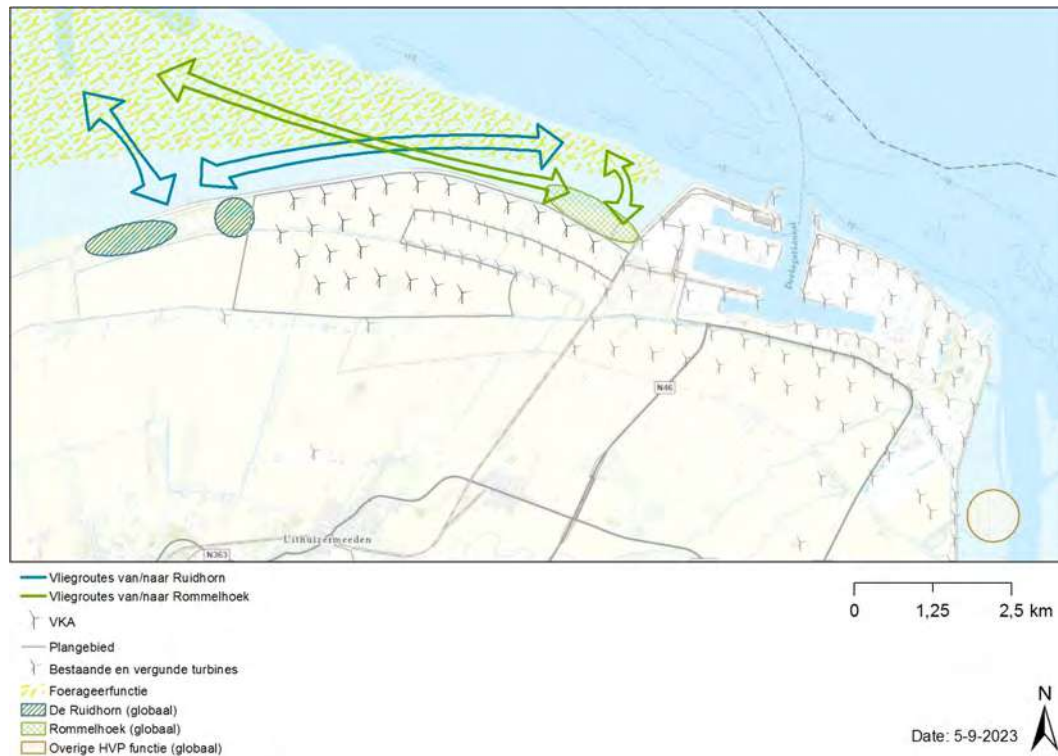 Doekegatkanaal
N46
Uithuizermeeden
N363
Vliegroutes van/naar Ruidhorn
Vliegroutes van/naar Rommelhoek
VKA
Plangebied
Bestaande en vergunde turbines
Foerageerfunctie
De Ruidhorn (globaal)
Rommelhoek (globaal)
Overige HVP functie (globaal)
0 1,25 2,5 km
N
Date: 5-9-2023